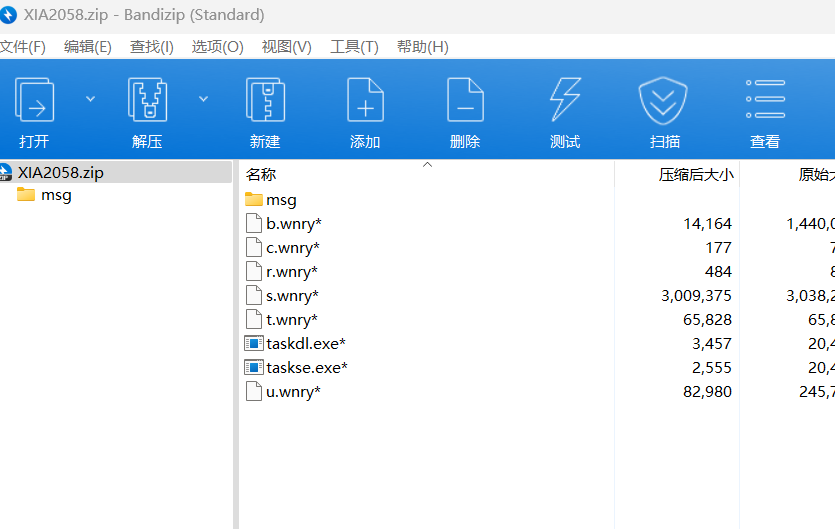 XIA2058.zip - Bandizip (Standard)
文件(F) 编辑(E) 查找(I) 选项(O) 视图(V) 工具(T) 帮助(H)
打开 解压 新建 添加 删除 测试 扫描 查看
XIA2058.zip
msg
名称 压缩后大小 原始大
msg
b.wnry* 14,164 1,440,0
c.wnry* 177 7
r.wnry* 484 8
s.wnry* 3,009,375 3,038,2
t.wnry* 65,828 65,8
taskdl.exe* 3,457 20,4
taskse.exe* 2,555 20,4
u.wnry* 82,980 245,7